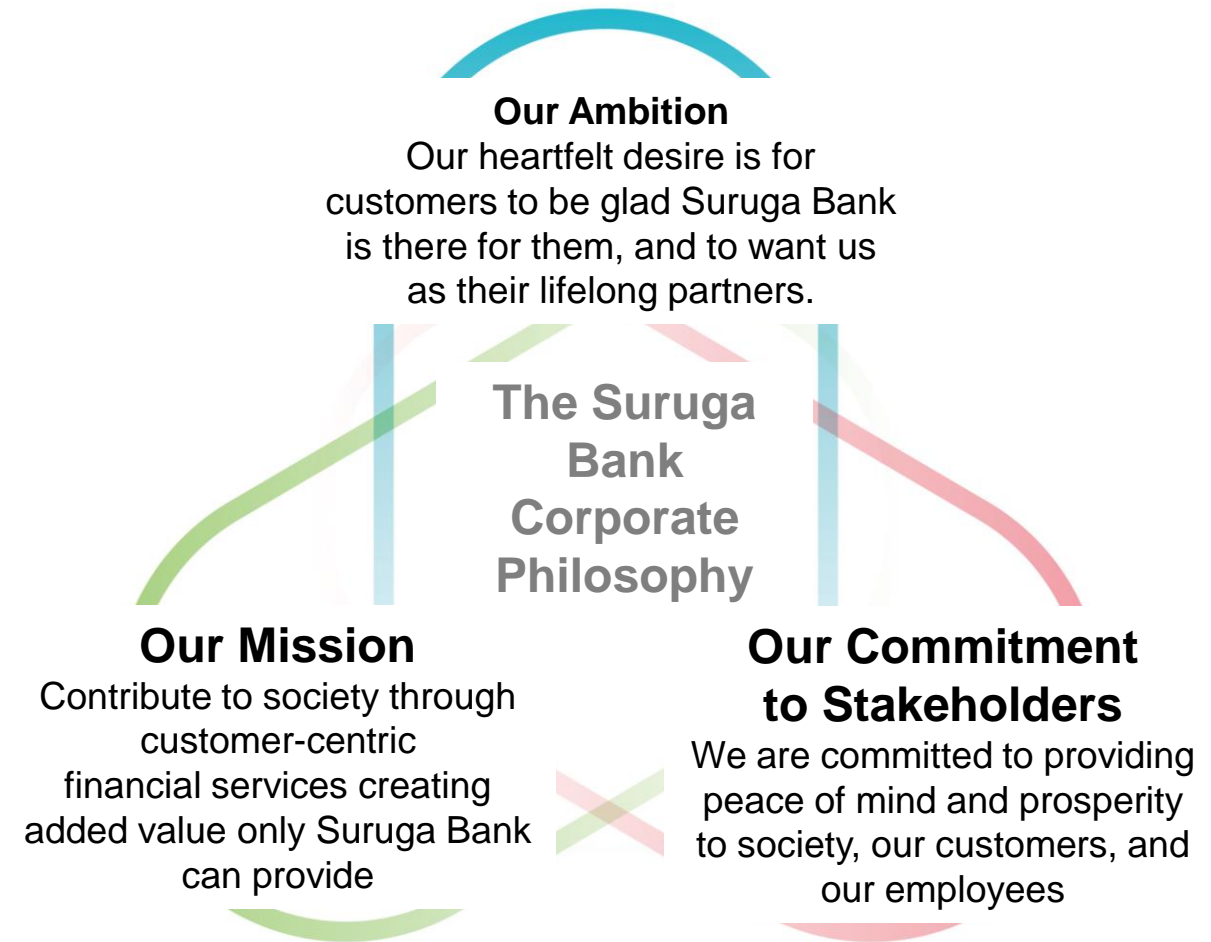 Our Ambition
Our heartfelt desire is for
customers to be glad Suruga Bank
is there for them, and to want us
as their lifelong partners.
The Suruga
Bank
Corporate
Philosophy
Our Mission
Contribute to society through
customer-centric
financial services creating
added value only Suruga Bank
can provide
Our Commitment
to Stakeholders
We are committed to providing
peace of mind and prosperity
to society, our customers, and
our employees